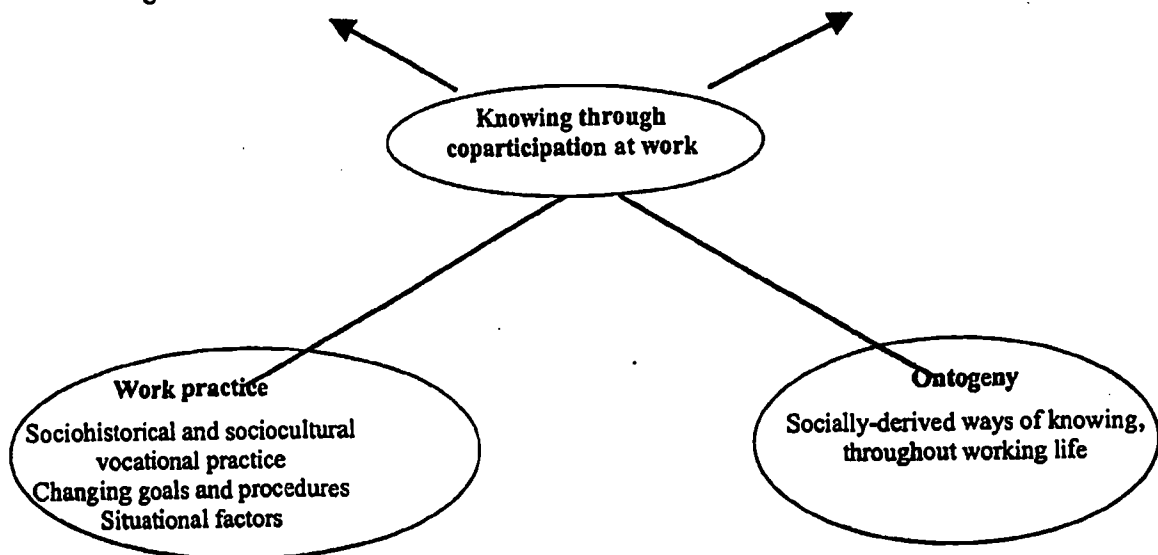 Knowing through
coparticipation at work
Work practice
Sociohistorical and sociocultural
vocational practice
Changing goals and procedures
Situational factors
Ontogeny
Socially-derived ways of knowing,
throughout working life